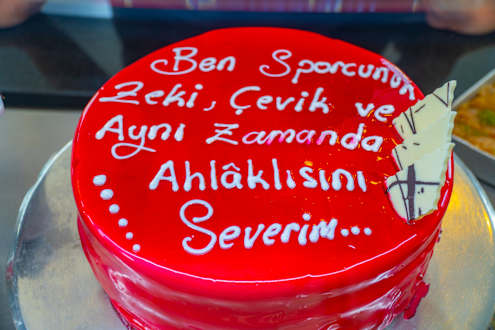 Ben Sporcunun
Zeki, Çevik ve
Aynı Zamanda
Ahlâklısını
Severim...